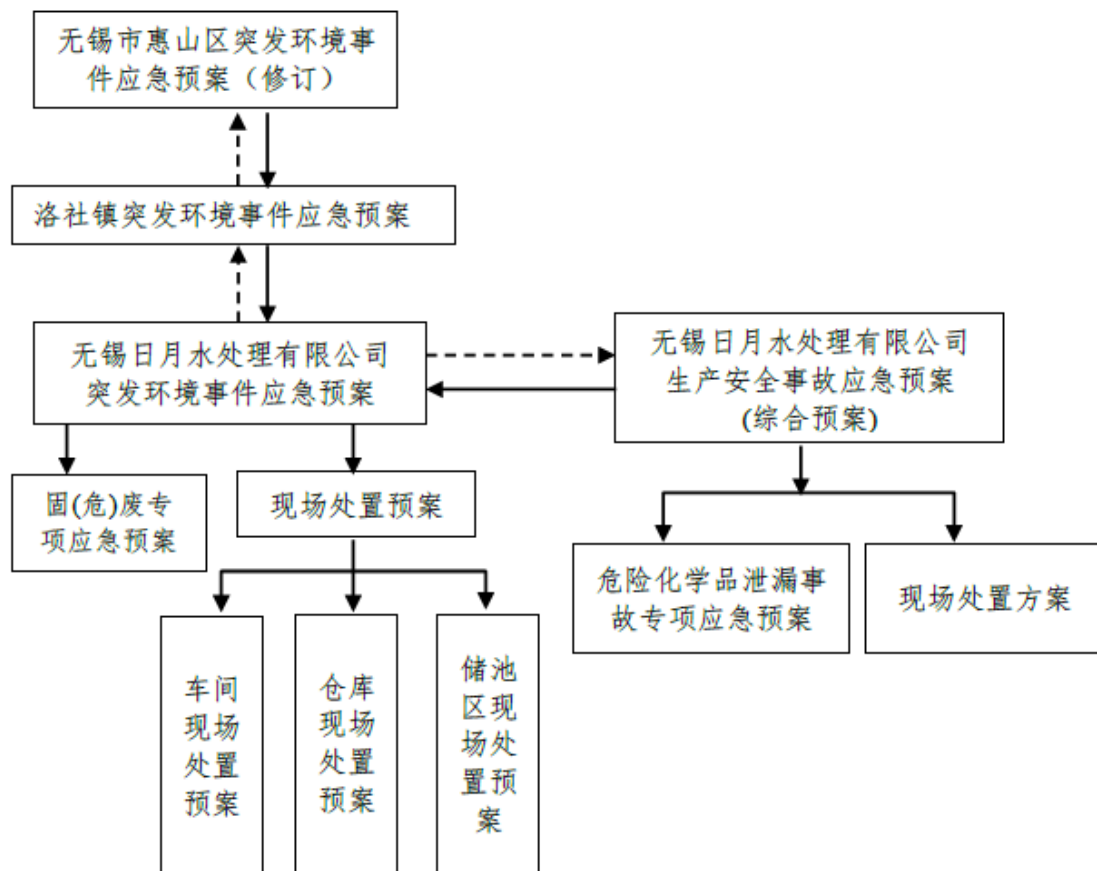 无锡市惠山区突发环境事
件应急预案（修订）
洛社镇突发环境事件应急预案
无锡日月水处理有限公司
突发环境事件应急预案
无锡日月水处理有限公司
生产安全事故应急预案
(综合预案)
固(危)废专
项应急预案
现场处置预案
危险化学品泄漏事
故专项应急预案
现场处置方案
车间
现场
处置
预案
仓库
现场
处置
预案
储池
区现
场处
置预
案